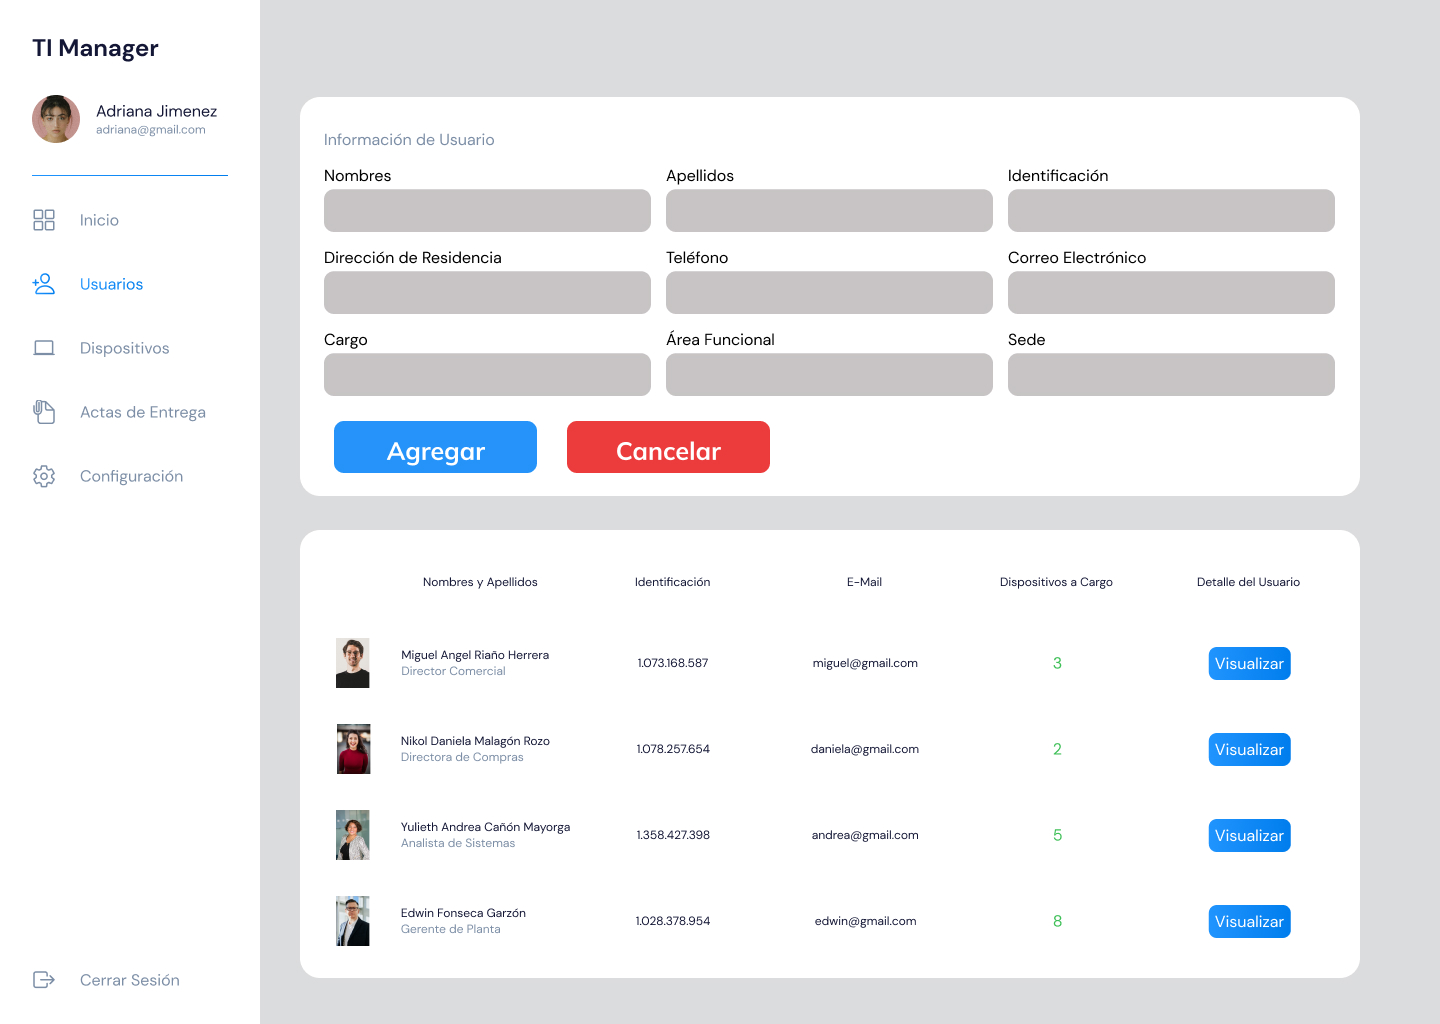 TI Manager
Adriana Jimenez
adriana@gmail.com
Inicio
Usuarios
Dispositivos
Actas de Entrega
Configuración
Cerrar Sesión
Información de Usuario
Nombres
Apellidos
Identificación
Dirección de Residencia
Teléfono
Correo Electrónico
Cargo
Área Funcional
Sede
Agregar
Cancelar
Nombres y Apellidos
Identificación
E-Mail
Dispositivos a Cargo
Detalle del Usuario
Miguel Angel Riaño Herrera
Director Comercial
1.073.168.587
miguel@gmail.com
3
Visualizar
Nikol Daniela Malagón Rozo
Directora de Compras
1.078.257.654
daniela@gmail.com
2
Visualizar
Yulieth Andrea Cañón Mayorga
Analista de Sistemas
1.358.427.398
andrea@gmail.com
5
Visualizar
Edwin Fonseca Garzón
Gerente de Planta
1.028.378.954
edwin@gmail.com
8
Visualizar